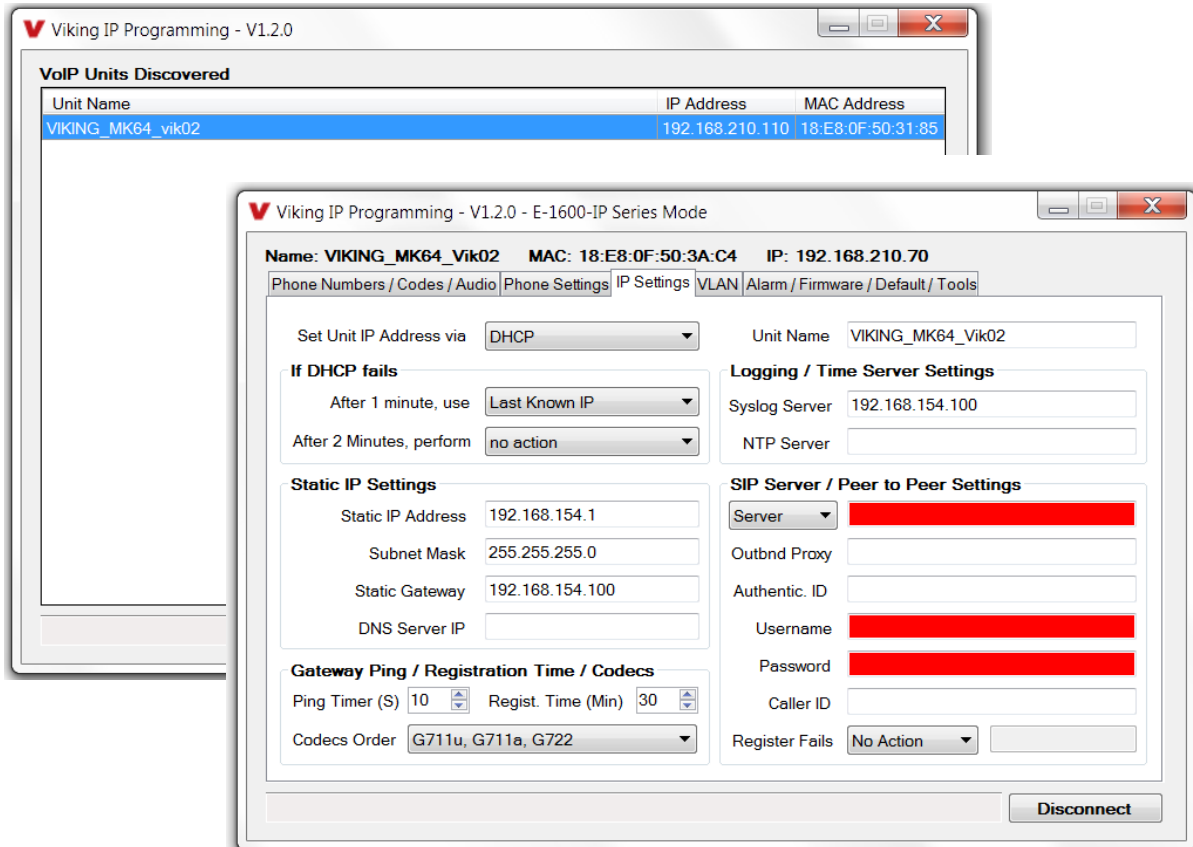 Viking IP Programming - V1.2.0
VoIP Units Discovered
Unit Name IP Address MAC Address
VIKING_MK64_vik02 192.168.210.110 18:E8:0F:50:31:85
Viking IP Programming - V1.2.0 - E-1600-IP Series Mode
Name: VIKING_MK64_Vik02 MAC: 18:E8:0F:50:3A:C4 IP: 192.168.210.70
Phone Numbers / Codes / Audio Phone Settings IP Settings VLAN Alarm / Firmware / Default / Tools
Set Unit IP Address via DHCP
If DHCP fails
After 1 minute, use Last Known IP
After 2 Minutes, perform no action
Static IP Settings
Static IP Address 192.168.154.1
Subnet Mask 255.255.255.0
Static Gateway 192.168.154.100
DNS Server IP
Gateway Ping / Registration Time / Codecs
Ping Timer (S) 10 Regist. Time (Min) 30
Codecs Order G711u, G711a, G722
Unit Name VIKING_MK64_Vik02
Logging / Time Server Settings
Syslog Server 192.168.154.100
NTP Server
SIP Server / Peer to Peer Settings
Server
Outbnd Proxy
Authentic. ID
Username
Password
Caller ID
Register Fails No Action
Disconnect